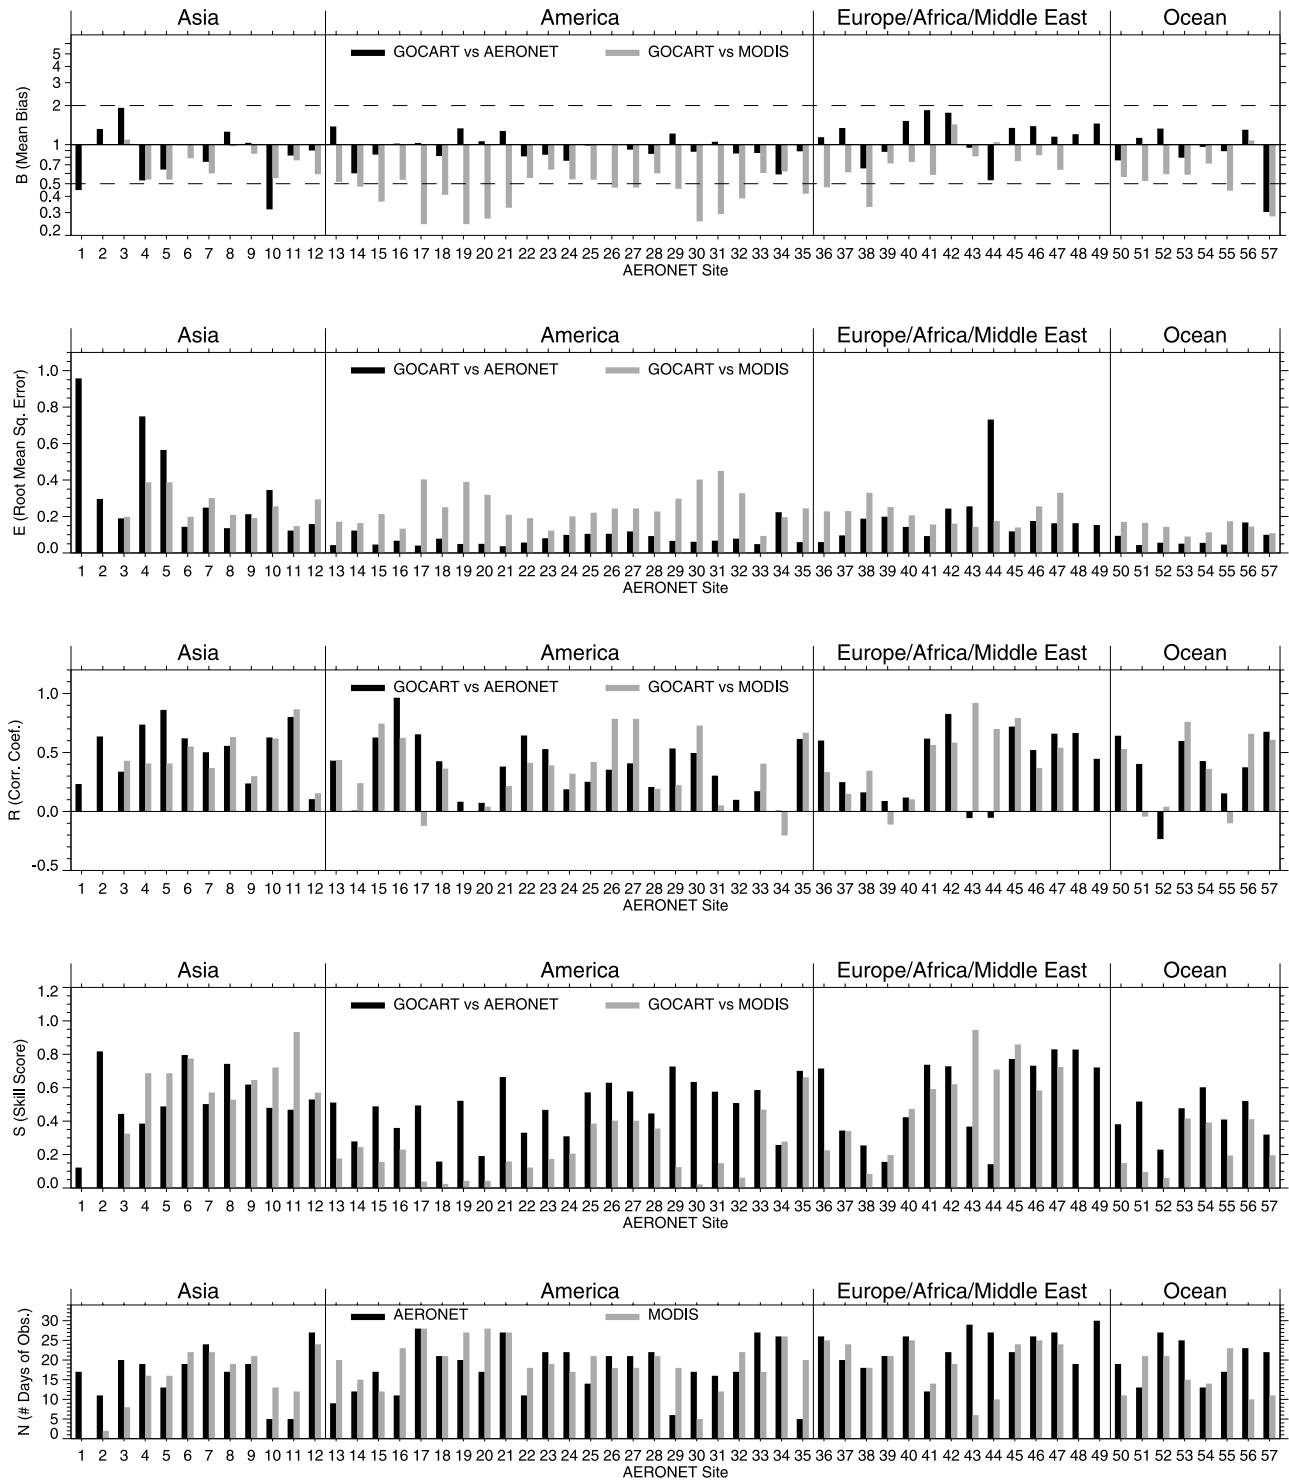 Asia America Europe/Africa/Middle East Ocean
GOCART vs AERONET GOCART vs MODIS
B (Mean Bias)
5
4
3
2
1
0.7
0.5
0.4
0.3
0.2
1 2 3 4 5 6 7 8 9 10 11 12 13 14 15 16 17 18 19 20 21 22 23 24 25 26 27 28 29 30 31 32 33 34 35 36 37 38 39 40 41 42 43 44 45 46 47 48 49 50 51 52 53 54 55 56 57
AERONET Site
Asia America Europe/Africa/Middle East Ocean
GOCART vs AERONET GOCART vs MODIS
E (Root Mean Sq. Error)
1.0
0.8
0.6
0.4
0.2
0.0
1 2 3 4 5 6 7 8 9 10 11 12 13 14 15 16 17 18 19 20 21 22 23 24 25 26 27 28 29 30 31 32 33 34 35 36 37 38 39 40 41 42 43 44 45 46 47 48 49 50 51 52 53 54 55 56 57
AERONET Site
Asia America Europe/Africa/Middle East Ocean
GOCART vs AERONET GOCART vs MODIS
R (Corr. Coef.)
1.0
0.5
0.0
-0.5
1 2 3 4 5 6 7 8 9 10 11 12 13 14 15 16 17 18 19 20 21 22 23 24 25 26 27 28 29 30 31 32 33 34 35 36 37 38 39 40 41 42 43 44 45 46 47 48 49 50 51 52 53 54 55 56 57
AERONET Site
Asia America Europe/Africa/Middle East Ocean
GOCART vs AERONET GOCART vs MODIS
S (Skill Score)
1.2
1.0
0.8
0.6
0.4
0.2
0.0
1 2 3 4 5 6 7 8 9 10 11 12 13 14 15 16 17 18 19 20 21 22 23 24 25 26 27 28 29 30 31 32 33 34 35 36 37 38 39 40 41 42 43 44 45 46 47 48 49 50 51 52 53 54 55 56 57
AERONET Site
Asia America Europe/Africa/Middle East Ocean
AERONET MODIS
N (# Days of Obs.)
30
25
20
15
10
5
0
1 2 3 4 5 6 7 8 9 10 11 12 13 14 15 16 17 18 19 20 21 22 23 24 25 26 27 28 29 30 31 32 33 34 35 36 37 38 39 40 41 42 43 44 45 46 47 48 49 50 51 52 53 54 55 56 57
AERONET Site